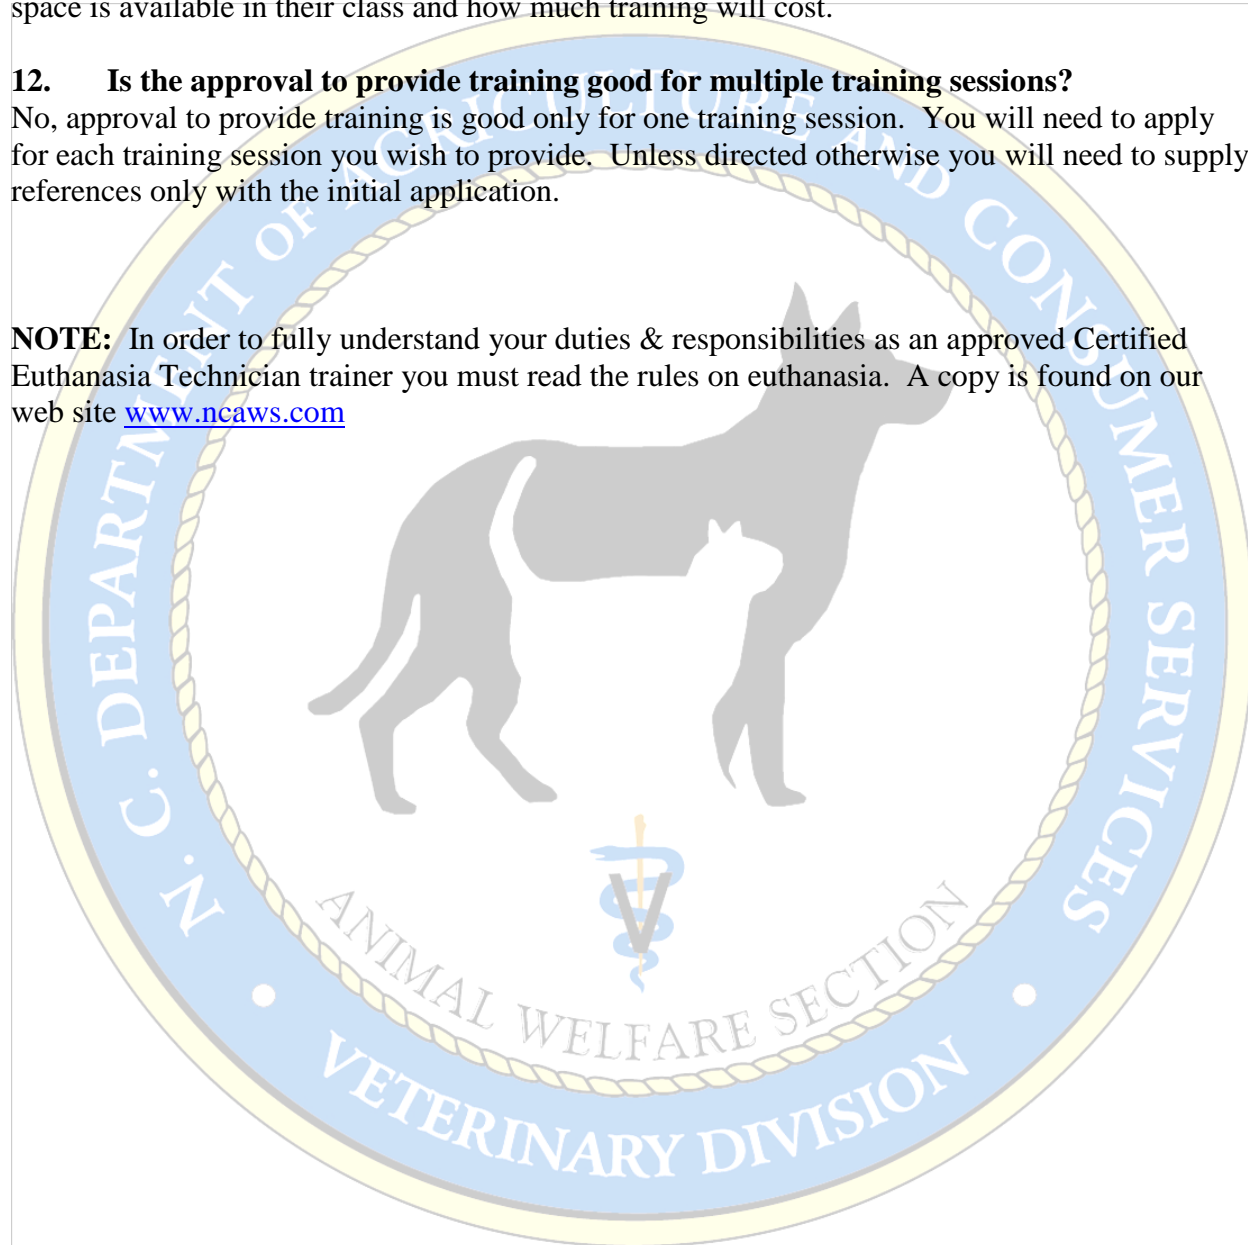 space is available in their class and how much training will cost.
12. Is the approval to provide training good for multiple training sessions?
No, approval to provide training is good only for one training session. You will need to apply
for each training session you wish to provide. Unless directed otherwise you will need to supply
references only with the initial application.
NOTE: In order to fully understand your duties & responsibilities as an approved Certified
Euthanasia Technician trainer you must read the rules on euthanasia. A copy is found on our
web site www.ncaws.com
N. C. DEPARTMENT OF AGRICULTURE AND CONSUMER SERVICES
V
ANIMAL WELFARE SECTION
VETERINARY DIVISION